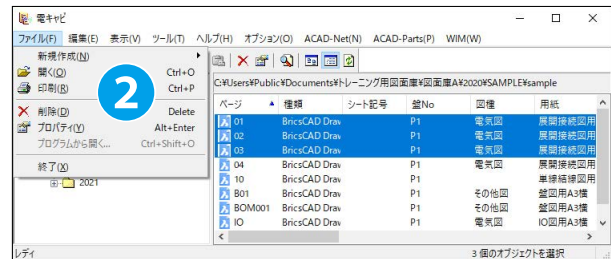 電キャビ
ファイル(F) 編集(E) 表示(V) ツール(T) ヘルプ(H) オプション(O) ACAD-Net(N) ACAD-Parts(P) WIM(W)
新規作成(N)
開く(O) Ctrl+O
印刷(R) Ctrl+P
削除(D) Delete
プロパティ(Y) Alt+Enter
プログラムから開く... Ctrl+Shift+O
終了(X)
2
2021
C:¥Users¥Public¥Documents¥トレーニング用図面庫¥図面庫A¥2020¥SAMPLE¥sample
ページ 種類 シート記号 盤No 図種 用紙
01 BricsCAD Drav P1 電気図 展開接続図用
02 BricsCAD Drav P1 電気図 展開接続図用
03 BricsCAD Drav P1 電気図 展開接続図用
04 BricsCAD Drav P1 電気図 展開接続図用
10 BricsCAD Drav P1 単線結線図用
B01 BricsCAD Drav P1 その他図 盤図用A3横
BOM001 BricsCAD Drav P1 その他図 盤図用A3横
IO BricsCAD Drav P1 電気図 IO図用A3横
レディ 3 個のオブジェクトを選択